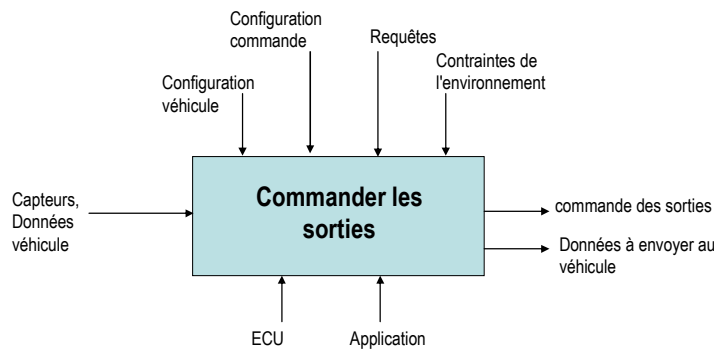 Configuration
commande
Requêtes
Contraintes de
l'environnement
Configuration
véhicule
Commander les
sorties
Capteurs,
Données
véhicule
commande des sorties
Données à envoyer au
véhicule
ECU
Application